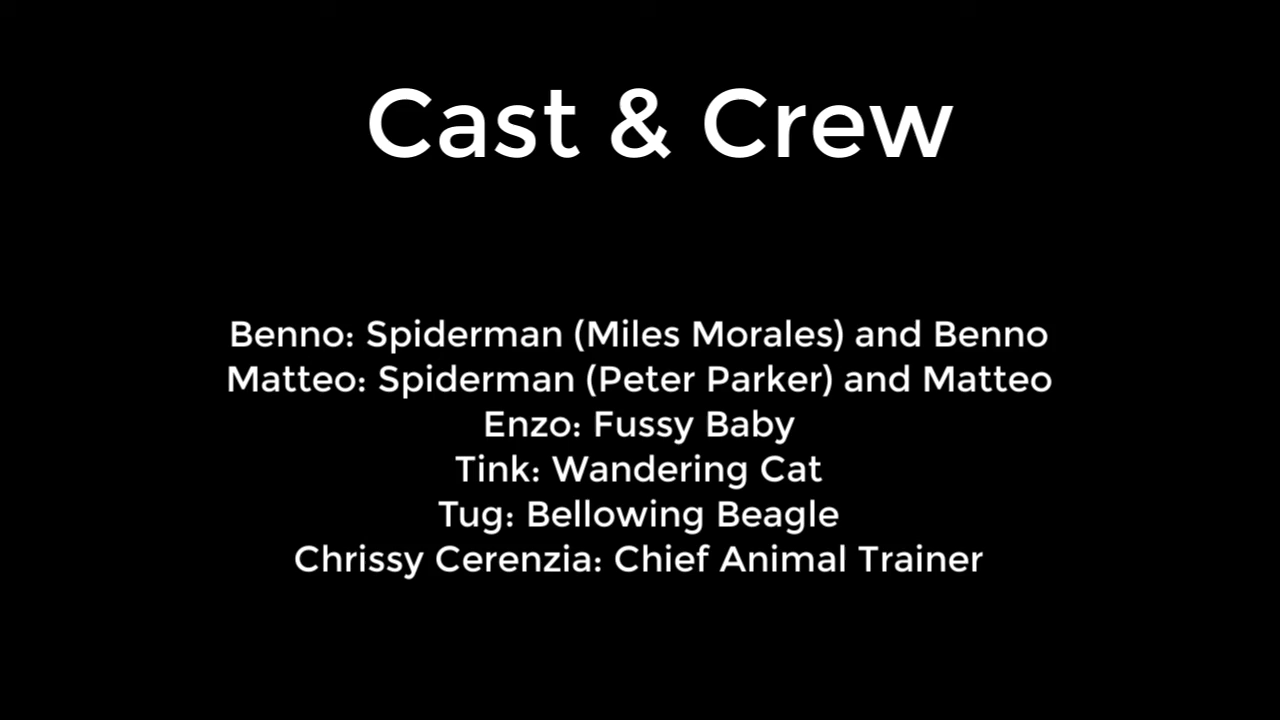 Cast & Crew
Benno: Spiderman (Miles Morales) and Benno
Matteo: Spiderman (Peter Parker) and Matteo
Enzo: Fussy Baby
Tink: Wandering Cat
Tug: Bellowing Beagle
Chrissy Cerenzia: Chief Animal Trainer